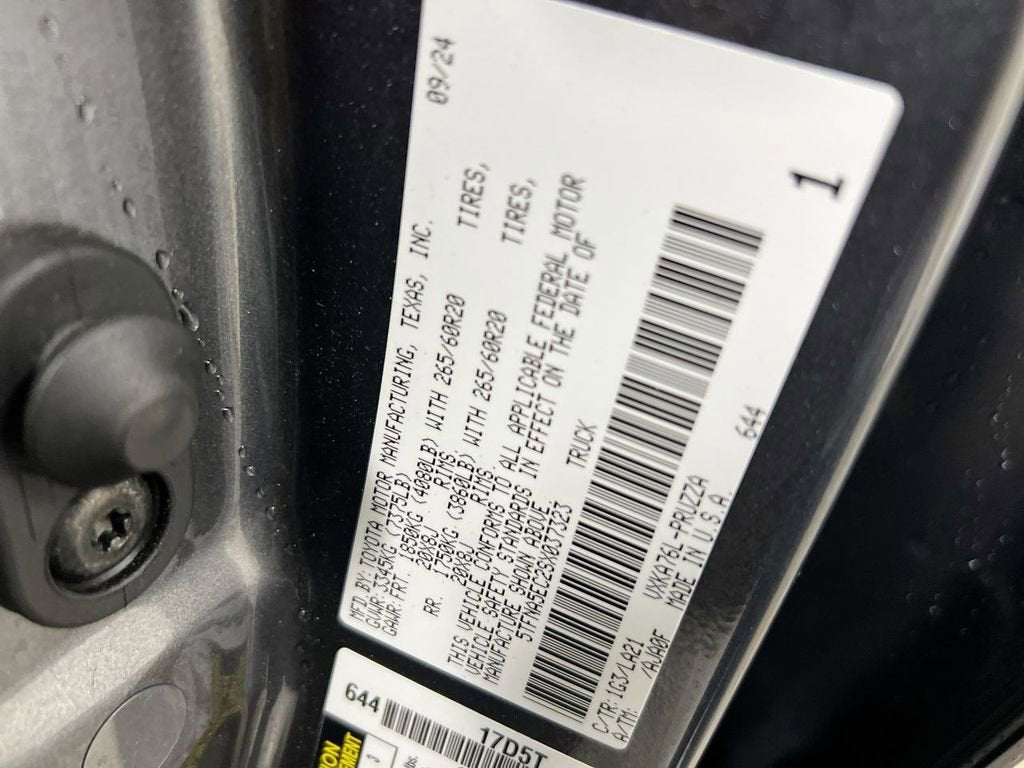 MFD BY: TOYOTA MOTOR MANUFACTURING, TEXAS, INC. 09/24
GVWR:3345KG (7375LB)
GAWR:FRT. 1850KG (4080LB) WITH 265/60R20 TIRES,
20X8J RIMS,
RR. 1750KG (3860LB) WITH 265/60R20 TIRES,
20X8J RIMS.
THIS VEHICLE CONFORMS TO ALL APPLICABLE FEDERAL MOTOR
VEHICLE SAFETY STANDARDS IN EFFECT ON THE DATE OF
MANUFACTURE SHOWN ABOVE.
5TFMA5EC2SX037323 TRUCK
1
C/TR:1G3/LA21 VXKA76L-PRUZZA 644
A/TM: /AJA0F MADE IN U.S.A.
644 17D5T
3